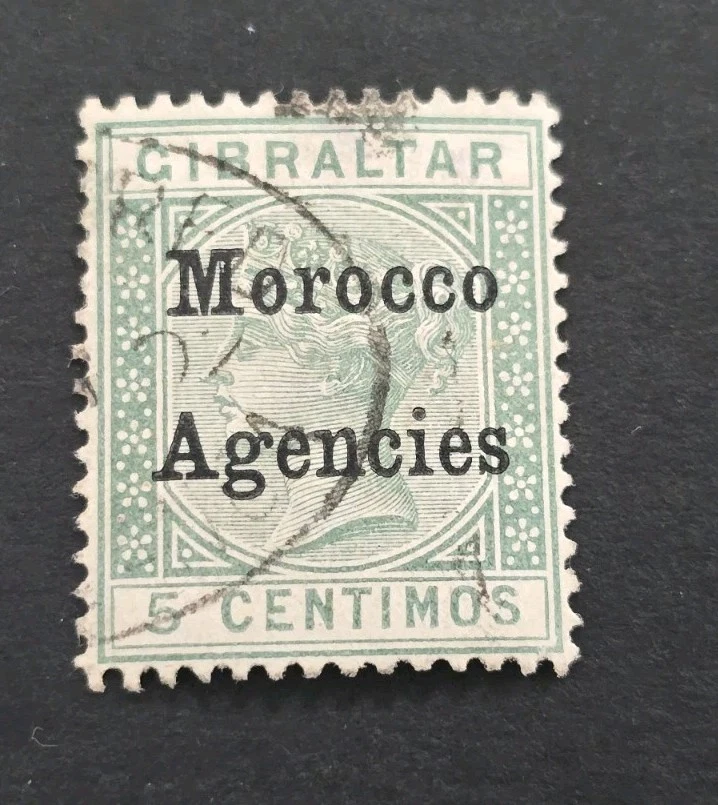 GIBRALTAR
Morocco
Agencies
5 CENTIMOS